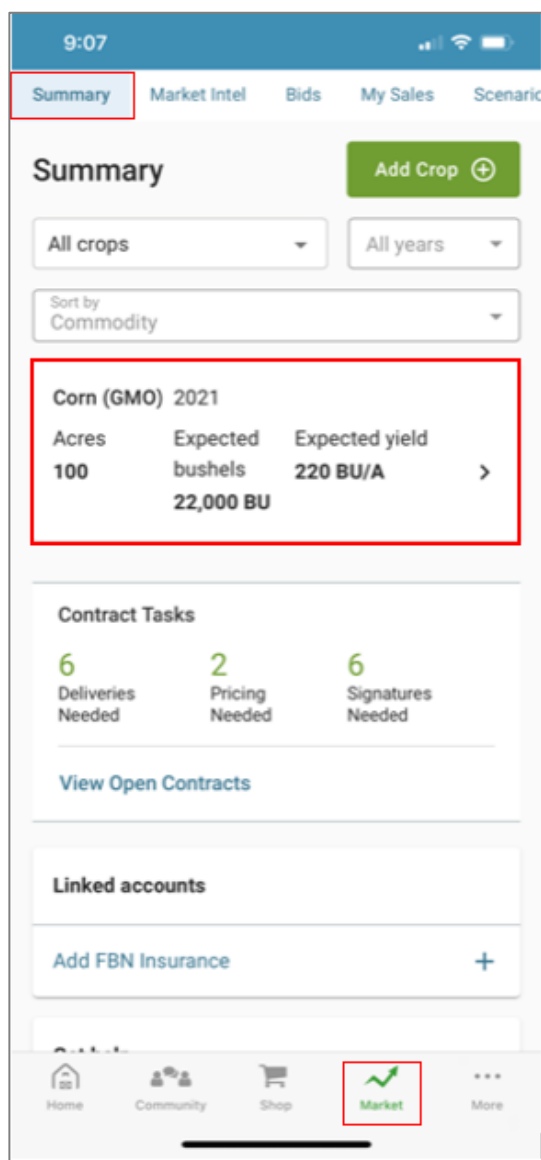 9:07
Summary Market Intel Bids My Sales Scenaric
Summary
Add Crop
All crops
All years
Sort by
Commodity
Corn (GMO) 2021
Acres Expected Expected yield
100 bushels 220 BU/A
22,000 BU
Contract Tasks
6 2 6
Deliveries Pricing Signatures
Needed Needed Needed
View Open Contracts
Linked accounts
Add FBN Insurance
Home Community Shop Market More